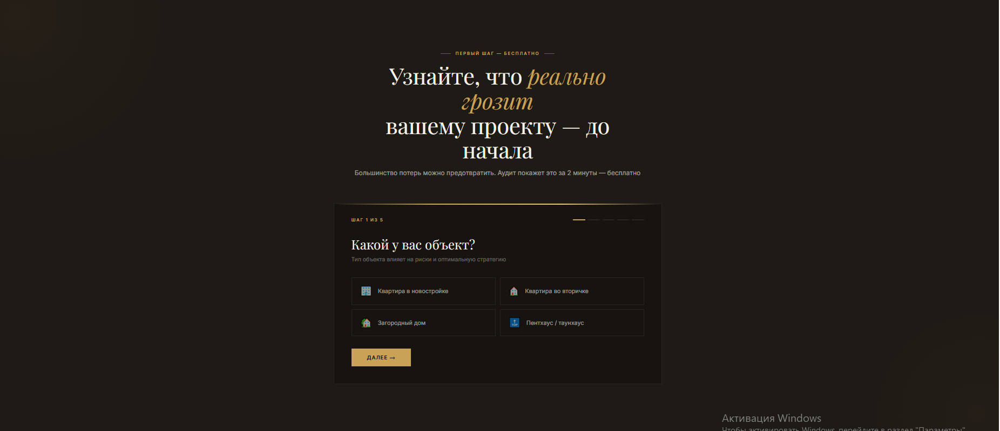 ПЕРВЫЙ ШАГ — БЕСПЛАТНО
Узнайте, что реально
грозит
вашему проекту — до
начала
Большинство потерь можно предотвратить. Аудит покажет это за 2 минуты — бесплатно
ШАГ 1 ИЗ 5
Какой у вас объект?
Тип объекта влияет на риски и оптимальную стратегию
Квартира в новостройке
Квартира во вторичке
Загородный дом
TOP
Пентхаус / таунхаус
ДАЛЕЕ →
Активация Windows
Чтобы активировать Windows, перейдите в раздел "Параметры"